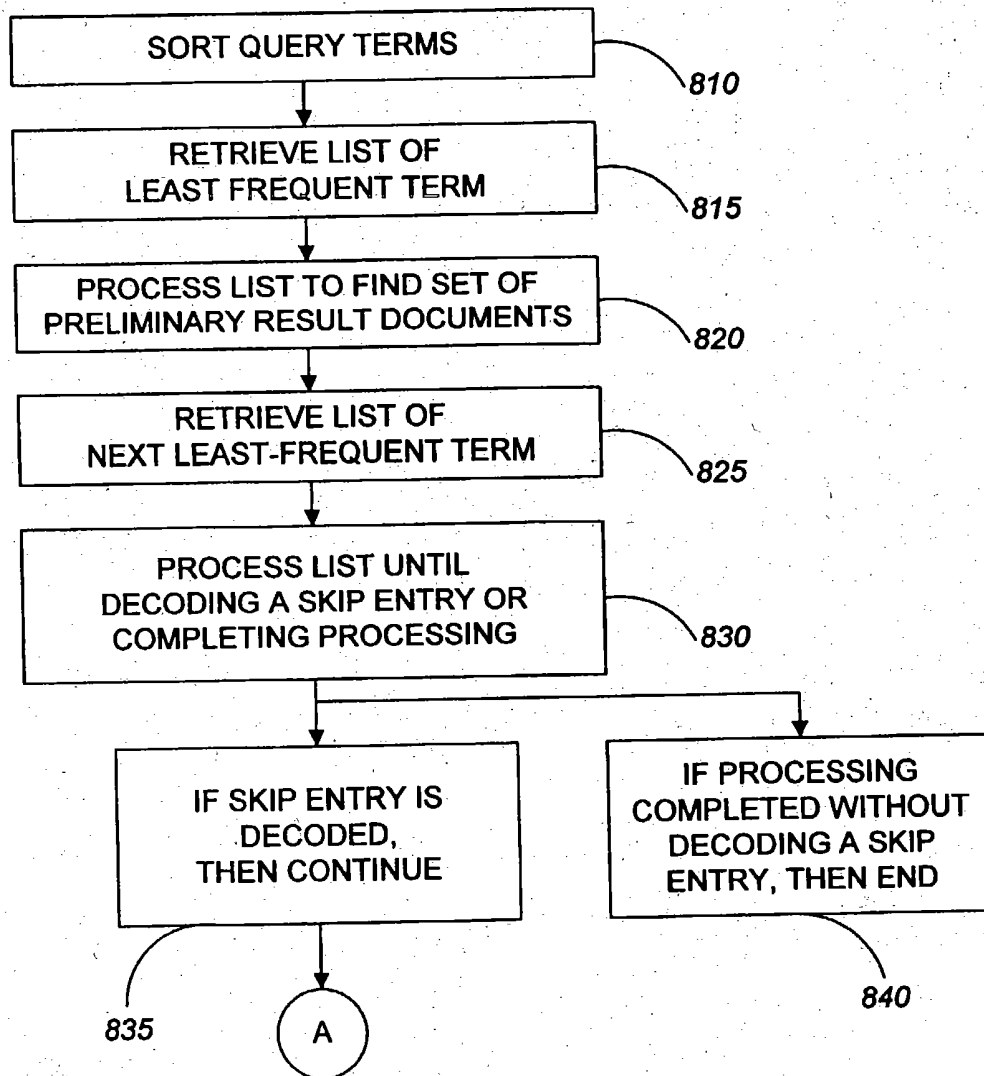 SORT QUERY TERMS
810
RETRIEVE LIST OF
LEAST FREQUENT TERM
815
PROCESS LIST TO FIND SET OF
PRELIMINARY RESULT DOCUMENTS
820
RETRIEVE LIST OF
NEXT LEAST-FREQUENT TERM
825
PROCESS LIST UNTIL
DECODING A SKIP ENTRY OR
COMPLETING PROCESSING
830
IF SKIP ENTRY IS
DECODED,
THEN CONTINUE
835
IF PROCESSING
COMPLETED WITHOUT
DECODING A SKIP
ENTRY, THEN END
840
A